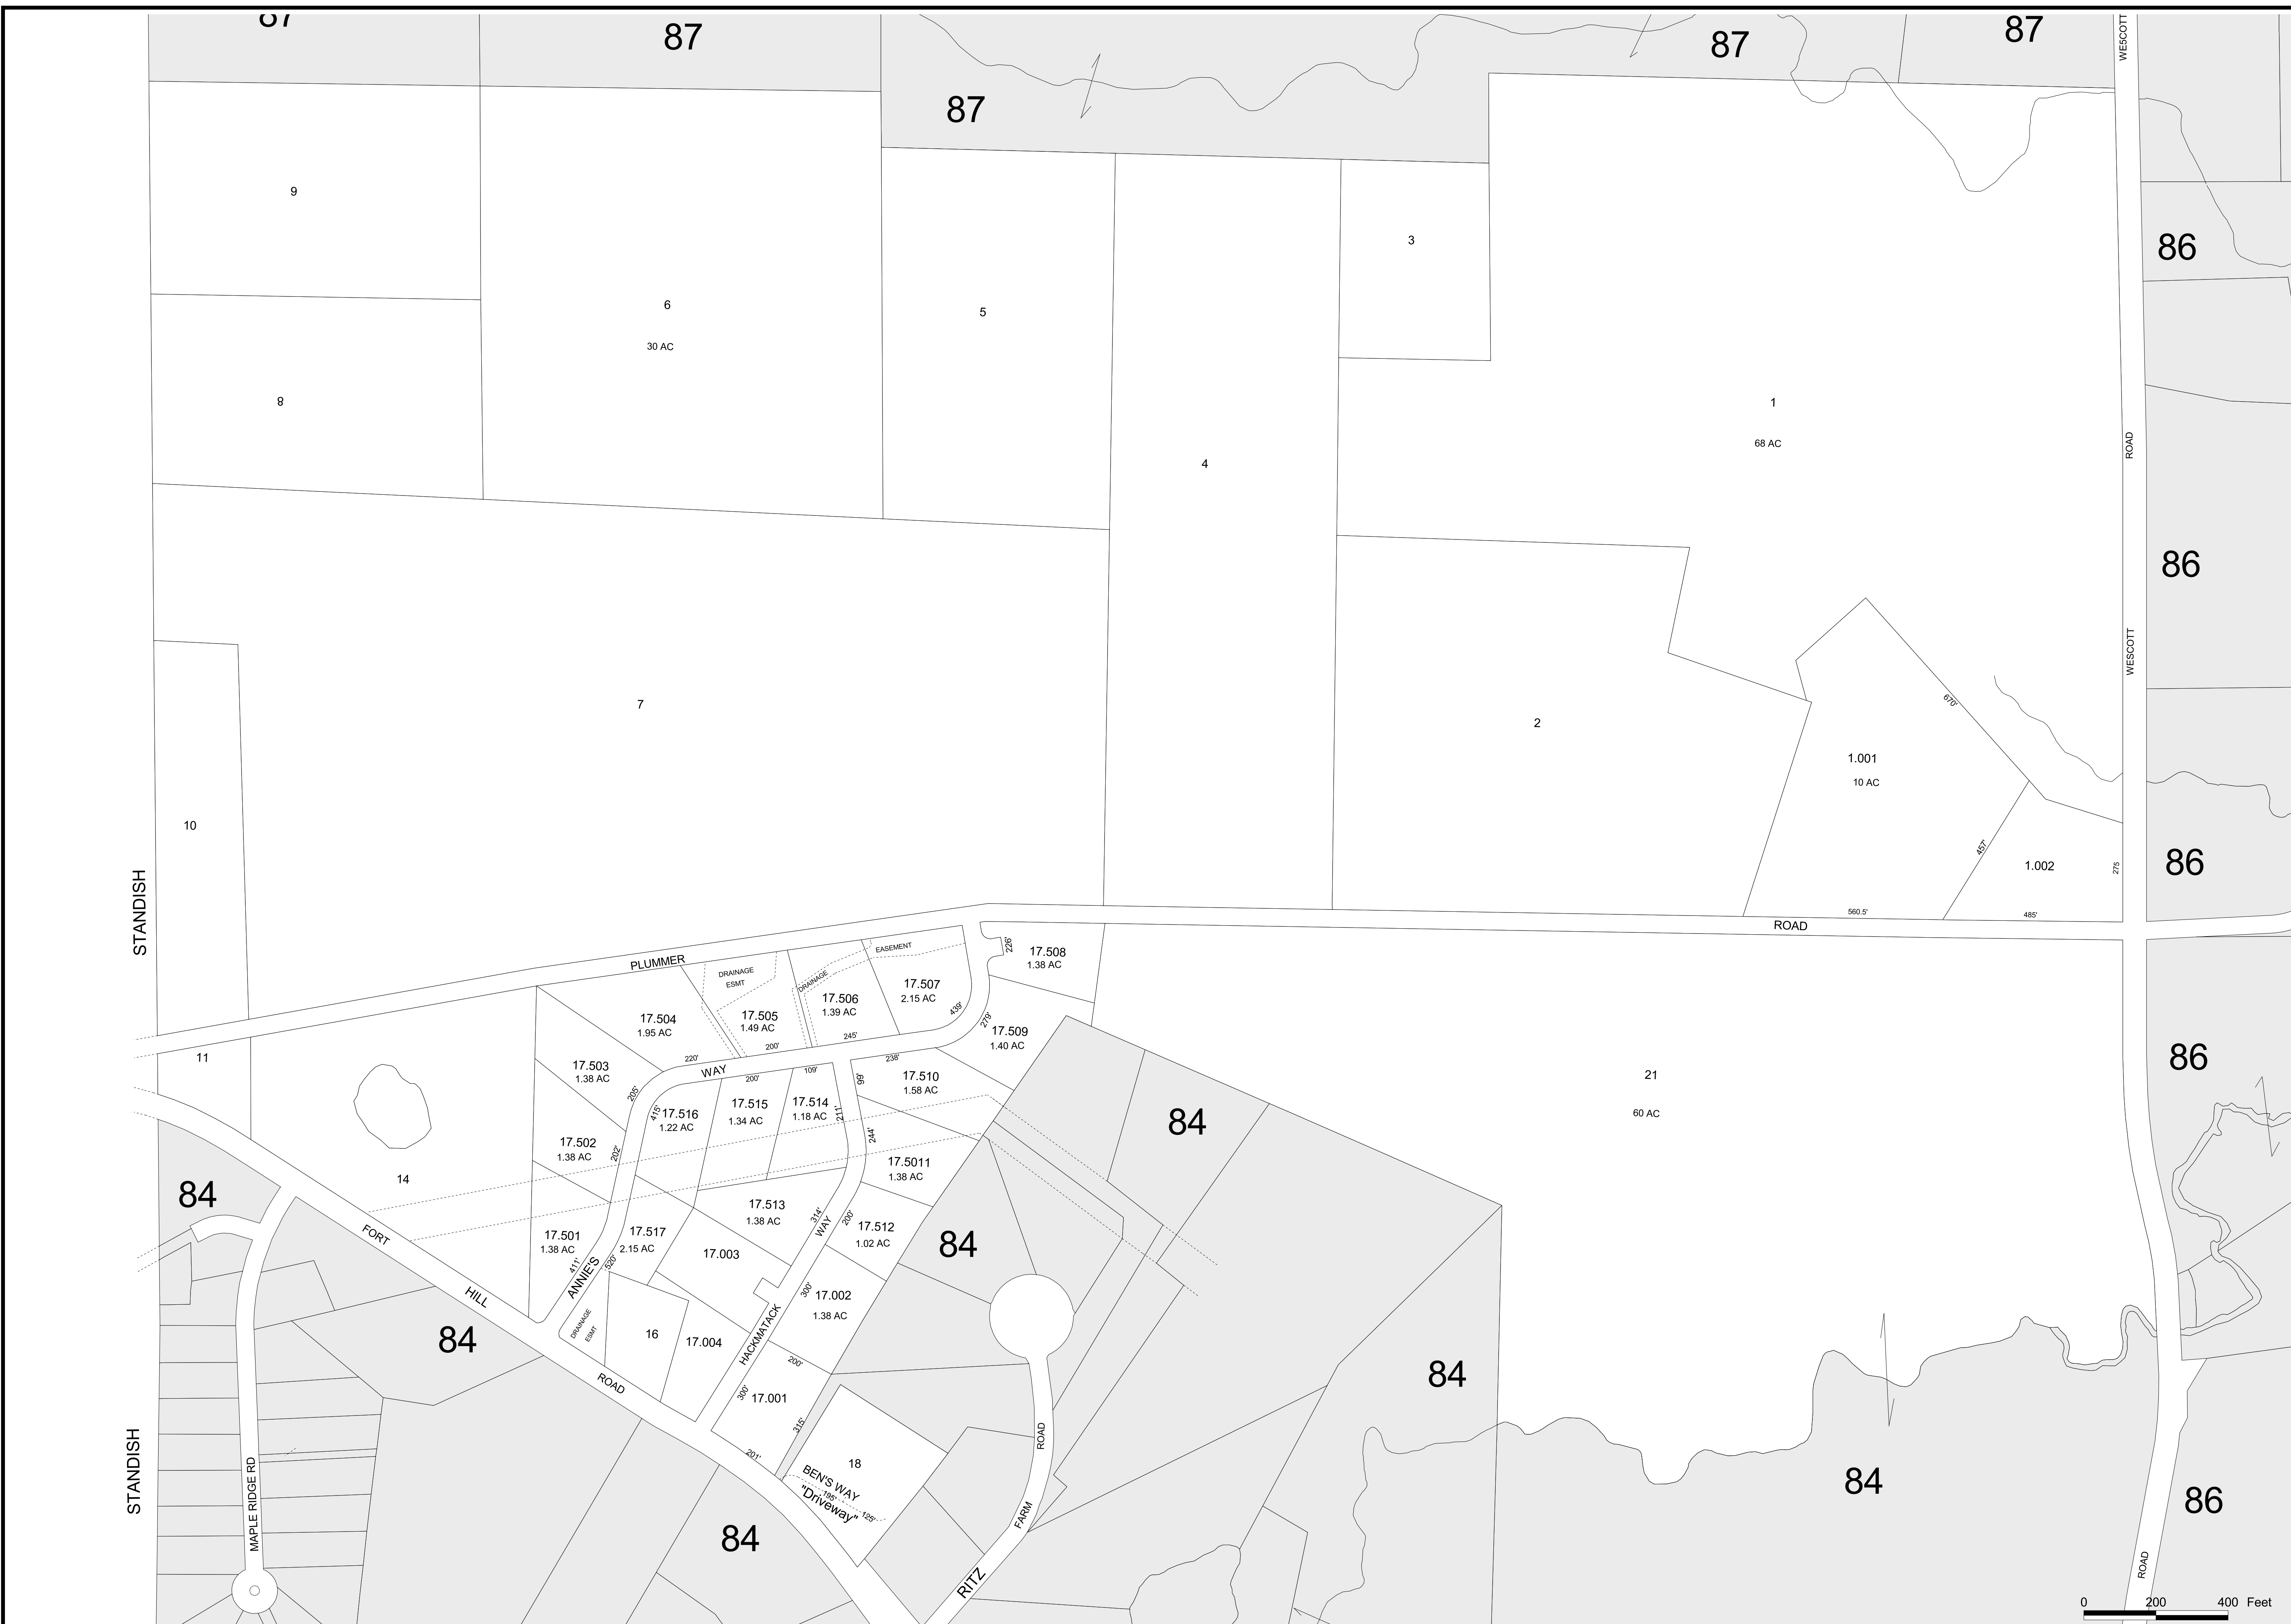 87
87
87
87
87
WESCOTT
9
3
86
6
5
30 AC
8
1
68 AC
ROAD
4
86
WESCOTT
7
2
670'
1.001
10 AC
10
457'
1.002
275
86
STANDISH
560.5'
485'
ROAD
PLUMMER
EASEMENT
226'
17.508
1.38 AC
DRAINAGE
ESMT
DRAINAGE
17.507
2.15 AC
17.506
1.39 AC
17.505
1.49 AC
17.504
1.95 AC
439'
279'
17.509
1.40 AC
245'
200'
220'
238'
11
86
17.503
1.38 AC
WAY
200'
109'
99'
17.510
1.58 AC
21
60 AC
205'
415'
17.516
1.22 AC
17.515
1.34 AC
17.514
1.18 AC
211'
244'
84
17.502
1.38 AC
202'
17.5011
1.38 AC
14
84
17.513
1.38 AC
314'
WAY
200'
17.512
1.02 AC
84
FORT
17.501
1.38 AC
411'
17.517
2.15 AC
520'
17.003
ANNIE'S
HILL
300'
17.002
1.38 AC
DRAINAGE
ESMT
16
17.004
HACKMATACK
84
200'
84
ROAD
300'
17.001
315'
201'
STANDISH
18
BEN'S WAY
"Driveway"
195'
125'
ROAD
84
86
MAPLE RIDGE RD
84
FARM
RITZ
ROAD
0 200 400 Feet